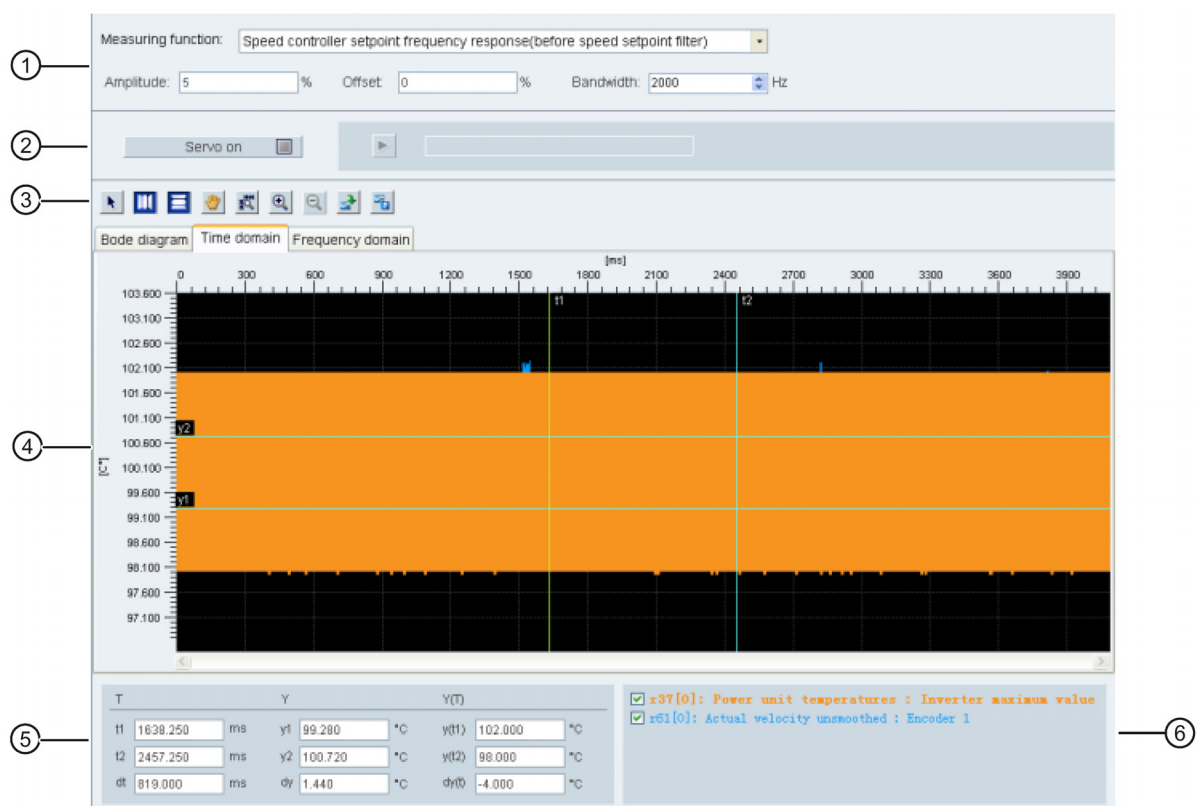 Measuring function: Speed controller setpoint frequency response(before speed setpoint filter)
1
Amplitude: 5 % Offset 0 % Bandwidth: 2000 Hz
2
Servo on
3
Bode diagram Time domain Frequency domain
[ms]
0 300 600 900 1200 1500 1800 2100 2400 2700 3000 3300 3600 3900
t1 t2
103.600
103.100
102.600
102.100
101.600
101.100
y2
100.600
4
[°C]
100.100
99.600
y1
99.100
98.600
98.100
97.600
97.100
T Y Y(T)
t1 1638.250 ms y1 99.280 °C y(t1) 102.000 °C
t2 2457.250 ms y2 100.720 °C y(t2) 98.000 °C
dt 819.000 ms dy 1.440 °C dy(t) -4.000 °C
5
r37[0]: Power unit temperatures : Inverter maximum value
r61[0]: Actual velocity unsmoothed : Encoder 1
6